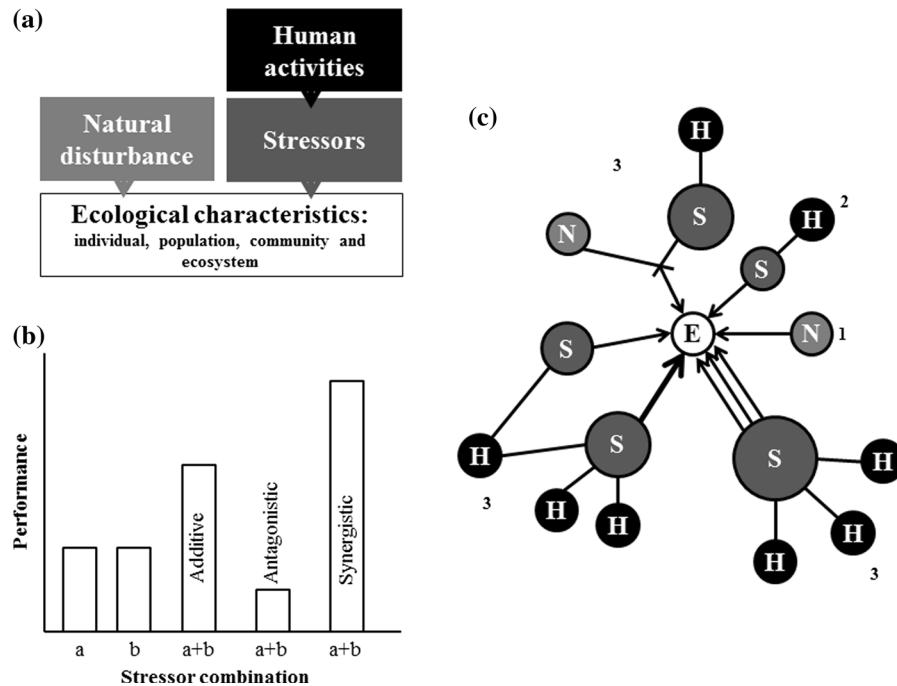 (a)
Human
activities
Natural
disturbance
Stressors
Ecological characteristics:
individual, population, community and
ecosystem
(b)
Performance
Additive
Antagonistic
Synergistic
a
b
a+b
a+b
a+b
Stressor combination
(c)
H
3
S
N
H
2
S
E
N
1
S
H
S
H
H
3
S
H
H
H
3